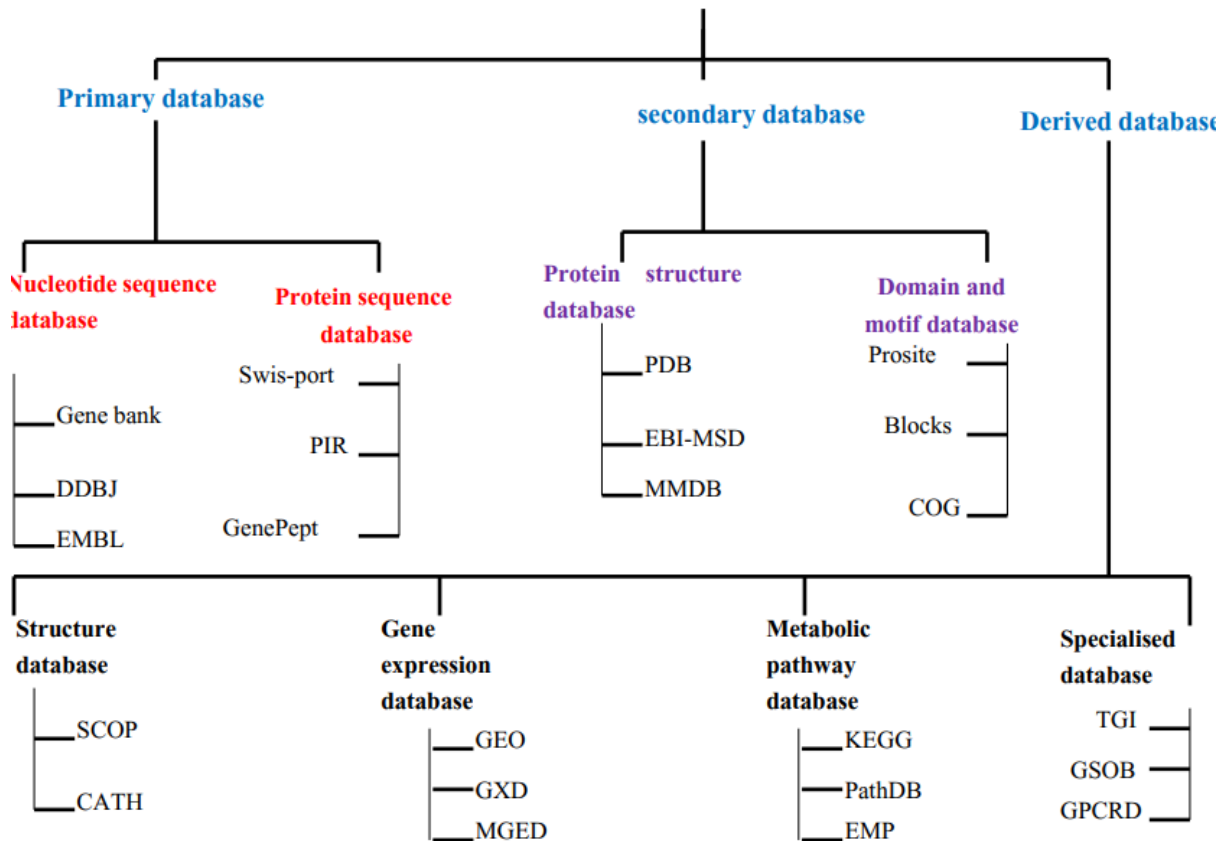 Primary database
secondary database
Derived database
Nucleotide sequence
database
Protein sequence
database
Protein structure
database
Domain and
motif database
Gene bank
DDBJ
EMBL
Swis-port
PIR
GenePept
PDB
EBI-MSD
MMDB
Prosite
Blocks
COG
Structure
database
SCOP
CATH
Gene
expression
database
GEO
GXD
MGED
Metabolic
pathway
database
KEGG
PathDB
EMP
Specialised
database
TGI
GSOB
GPCRD